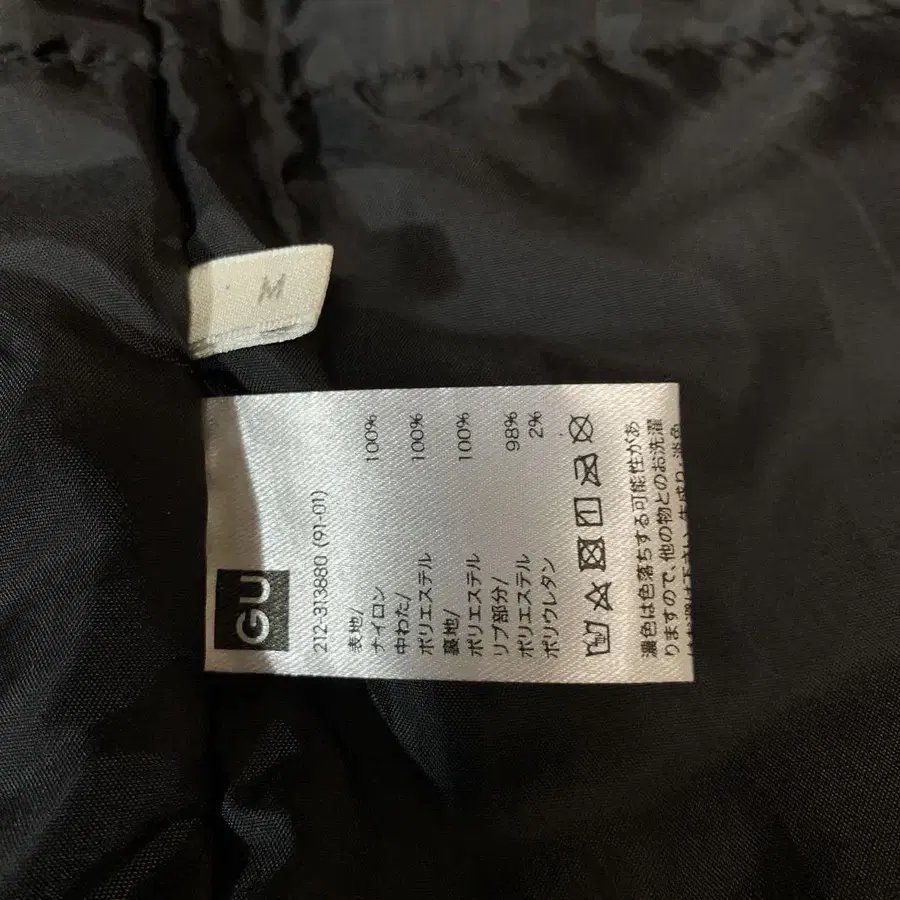 M
GU
212-313880 (91-01)
表地/
ナイロン 100%
中わた/
ポリエステル 100%
裏地/
ポリエステル 100%
リブ部分/
ポリエステル 98%
ポリウレタン 2%
濃色は色落ちする可能性があ
りますので、他の物とのお洗濯